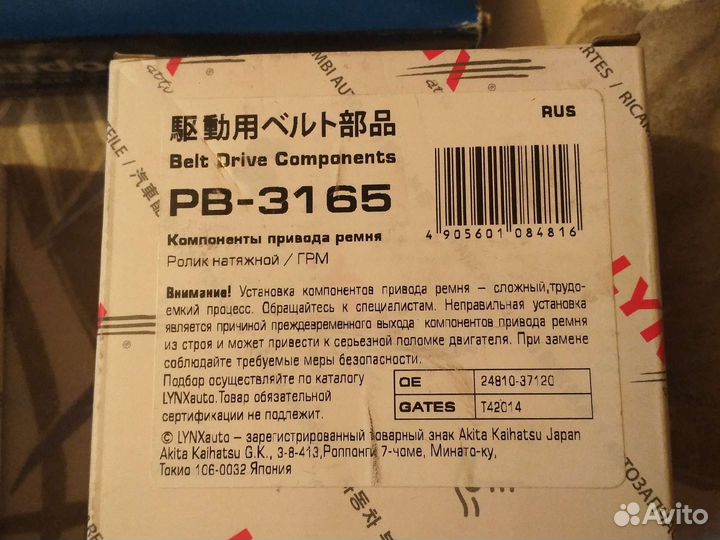 駆動用ベルト部品
RUS
Belt Drive Components
PB-3165
4 905601 084816
Компоненты привода ремня
Ролик натяжной / ГРМ
Внимание! Установка компонентов привода ремня – сложный,трудо-
емкий процесс. Обращайтесь к специалистам. Неправильная установка
является причиной преждевременного выхода компонентов привода ремня
из строя и может привести к серьезной поломке двигателя. При замене
соблюдайте требуемые меры безопасности.
Подбор осуществляйте по каталогу
LYNXauto.Товар обязательной
сертификации не подлежит.
OE 24810-37120
GATES T42014
© LYNXauto – зарегистрированный товарный знак Akita Kaihatsu Japan
Akita Kaihatsu G.K., 3-8-413,Роппонги 7-чоме, Минато-ку,
Токио 106-0032 Япония
auto
LYNX
Avito